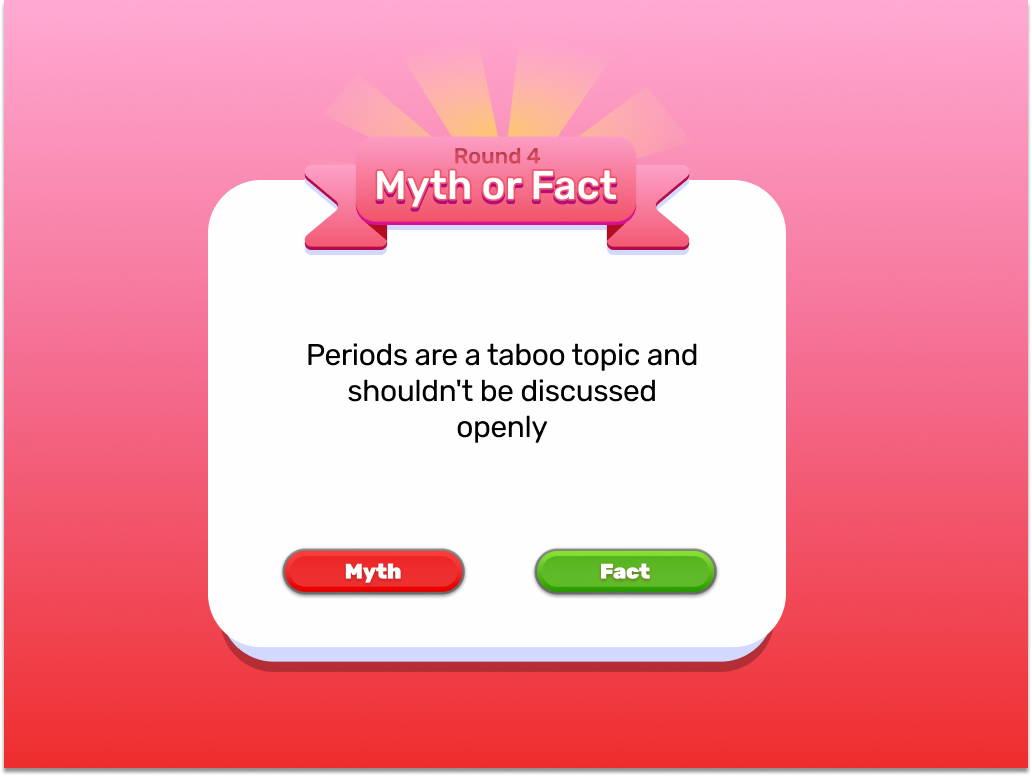 Round 4
Myth or Fact
Periods are a taboo topic and
shouldn't be discussed
openly
Myth
Fact